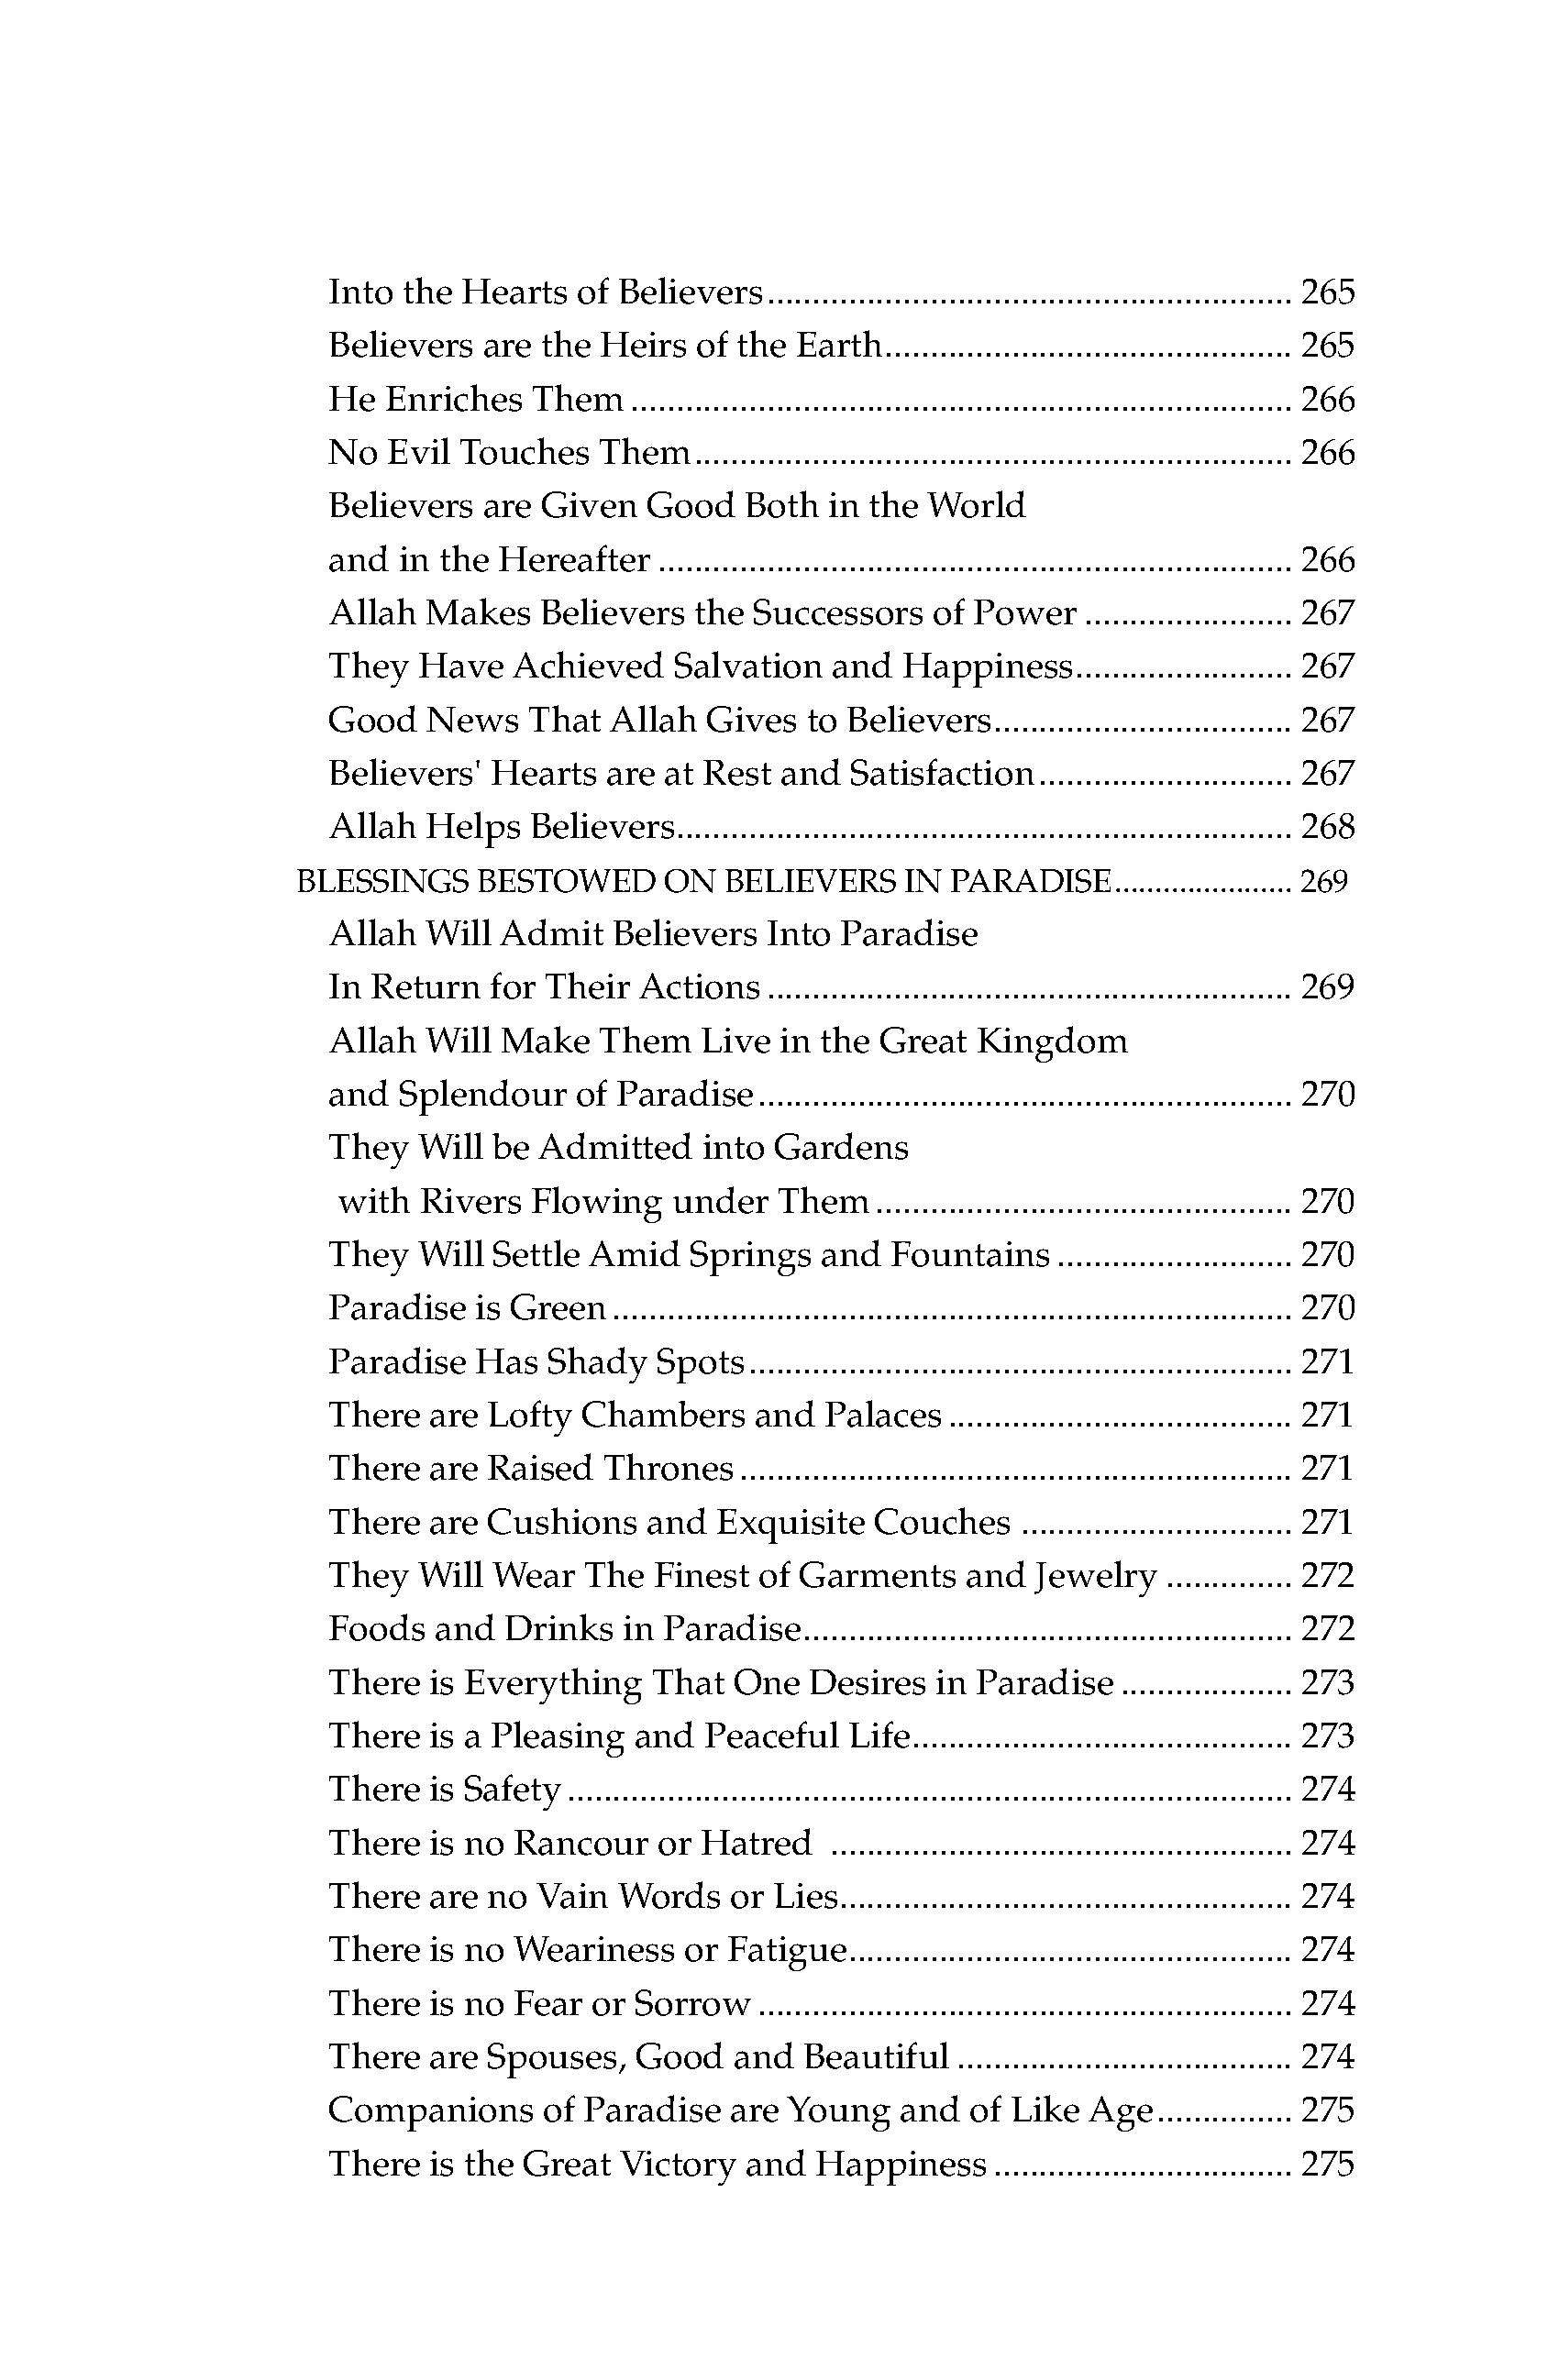 Into the Hearts of Believers.......................................................... 265
Believers are the Heirs of the Earth............................................. 265
He Enriches Them ......................................................................... 266
No Evil Touches Them.................................................................. 266
Believers are Given Good Both in the World
and in the Hereafter ...................................................................... 266
Allah Makes Believers the Successors of Power ....................... 267
They Have Achieved Salvation and Happiness........................ 267
Good News That Allah Gives to Believers................................. 267
Believers' Hearts are at Rest and Satisfaction............................ 267
Allah Helps Believers.................................................................... 268
BLESSINGS BESTOWED ON BELIEVERS IN PARADISE...................... 269
Allah Will Admit Believers Into Paradise
In Return for Their Actions .......................................................... 269
Allah Will Make Them Live in the Great Kingdom
and Splendour of Paradise........................................................... 270
They Will be Admitted into Gardens
with Rivers Flowing under Them .............................................. 270
They Will Settle Amid Springs and Fountains .......................... 270
Paradise is Green ........................................................................... 270
Paradise Has Shady Spots............................................................ 271
There are Lofty Chambers and Palaces ...................................... 271
There are Raised Thrones ............................................................. 271
There are Cushions and Exquisite Couches .............................. 271
They Will Wear The Finest of Garments and Jewelry .............. 272
Foods and Drinks in Paradise...................................................... 272
There is Everything That One Desires in Paradise ................... 273
There is a Pleasing and Peaceful Life.......................................... 273
There is Safety ................................................................................ 274
There is no Rancour or Hatred ................................................... 274
There are no Vain Words or Lies.................................................. 274
There is no Weariness or Fatigue................................................. 274
There is no Fear or Sorrow ........................................................... 274
There are Spouses, Good and Beautiful ..................................... 274
Companions of Paradise are Young and of Like Age............... 275
There is the Great Victory and Happiness ................................. 275